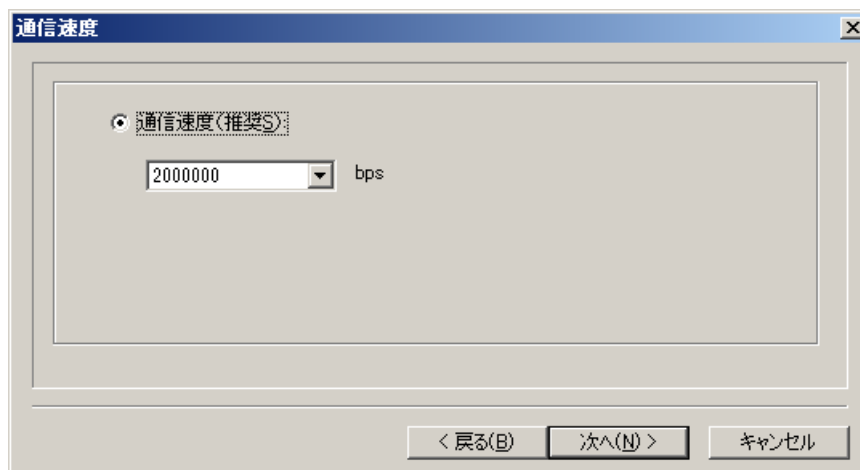 通信速度
通信速度(推奨S):
2000000 bps
< 戻る(B) 次へ(N) > キャンセル